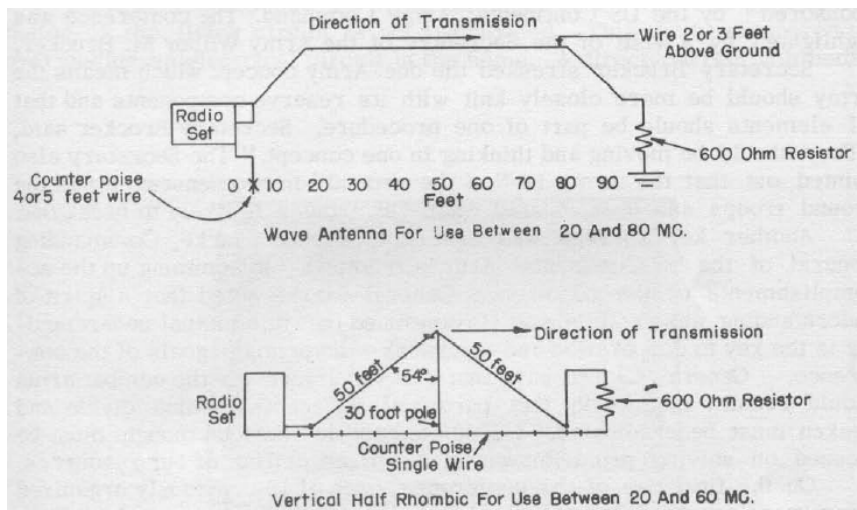 Direction of Transmission
Wire 2 or 3 Feet
Above Ground
Radio
Set
600 Ohm Resistor
Counter poise
4or5 feet wire
0 X 10 20 30 40 50 60 70 80 90
Feet
Wave Antenna For Use Between 20 And 80 MC.
Direction of Transmission
50 feet
50 feet
54°
Radio
Set
30 foot pole
600 Ohm Resistor
Counter Poise
Single Wire
Vertical Half Rhombic For Use Between 20 And 60 MC.